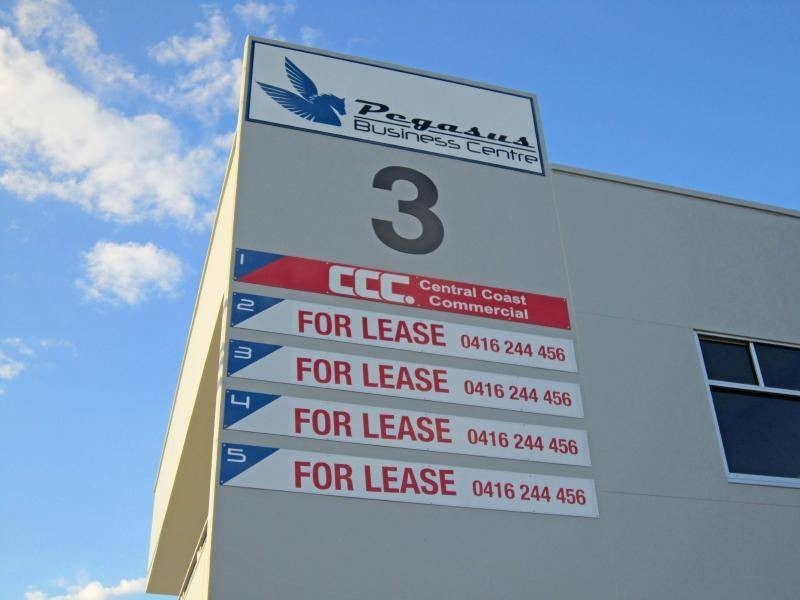 Pegasus
Business Centre
3
1 CCC. Central Coast
Commercial
2 FOR LEASE 0416 244 456
3 FOR LEASE 0416 244 456
4 FOR LEASE 0416 244 456
5 FOR LEASE 0416 244 456